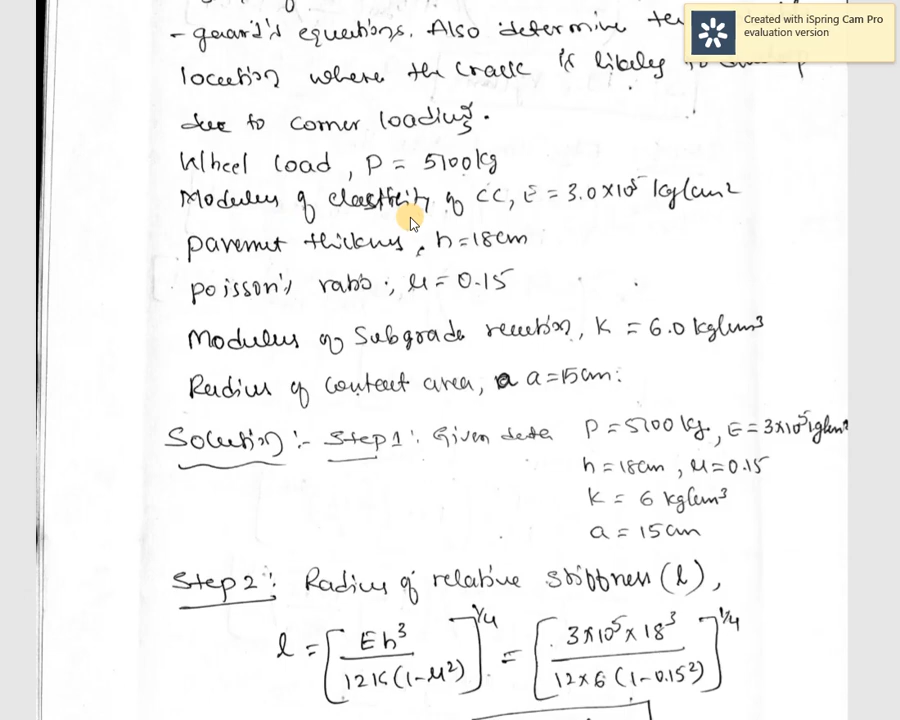 Created with iSpring Cam Pro
evaluation version
- gaard's equations. Also determine
location where the crack is likely
due to corner loading.
Wheel load, P = 5100kg
Modulus of elasticity of CC, E = 3.0×10⁵ kg/cm²
pavement thickness, h=18cm
poisson's ratio, μ=0.15
Modulus of Subgrade reaction, K = 6.0 kg/cm³
Radius of contact area, a=15cm.
Solution :- Step 1 : Given data P=5100 kg, E=3×10⁵ kg/cm²
h=18cm, μ=0.15
K = 6 kg/cm³
a = 15cm
Step 2 : Radius of relative stiffness (l),
l = [Eh³ / 12K(1-μ²)]^1/4 = [3×10⁵×18³ / 12×6(1-0.15²)]^1/4